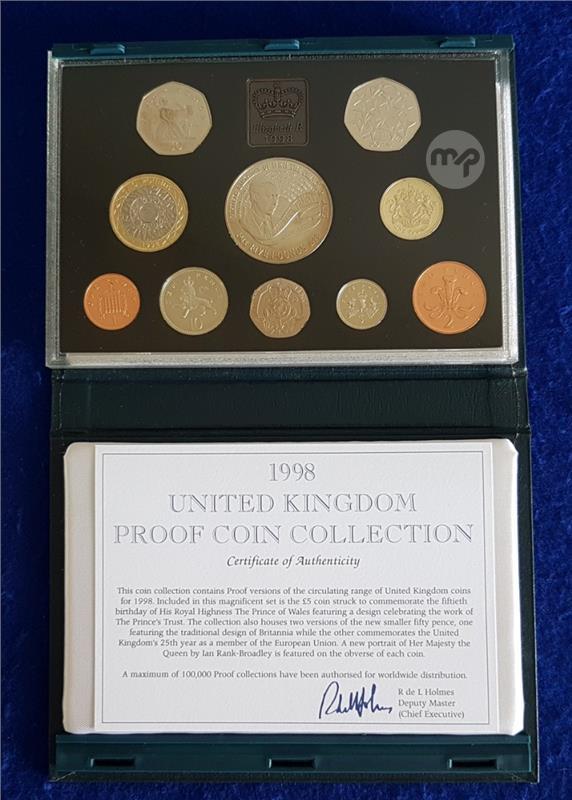 Elizabeth R
1998
mp
FIVE POUNDS
10
2
1998
UNITED KINGDOM
PROOF COIN COLLECTION
Certificate of Authenticity
This coin collection contains Proof versions of the circulating range of United Kingdom coins
for 1998. Included in this magnificent set is the £5 coin struck to commemorate the fiftieth
birthday of His Royal Highness The Prince of Wales featuring a design celebrating the work of
The Prince's Trust. The collection also houses two versions of the new smaller fifty pence, one
featuring the traditional design of Britannia while the other commemorates the United
Kingdom's 25th year as a member of the European Union. A new portrait of Her Majesty the
Queen by Ian Rank-Broadley is featured on the obverse of each coin.
A maximum of 100,000 Proof collections have been authorised for worldwide distribution.
R de L Holmes
Deputy Master
(Chief Executive)